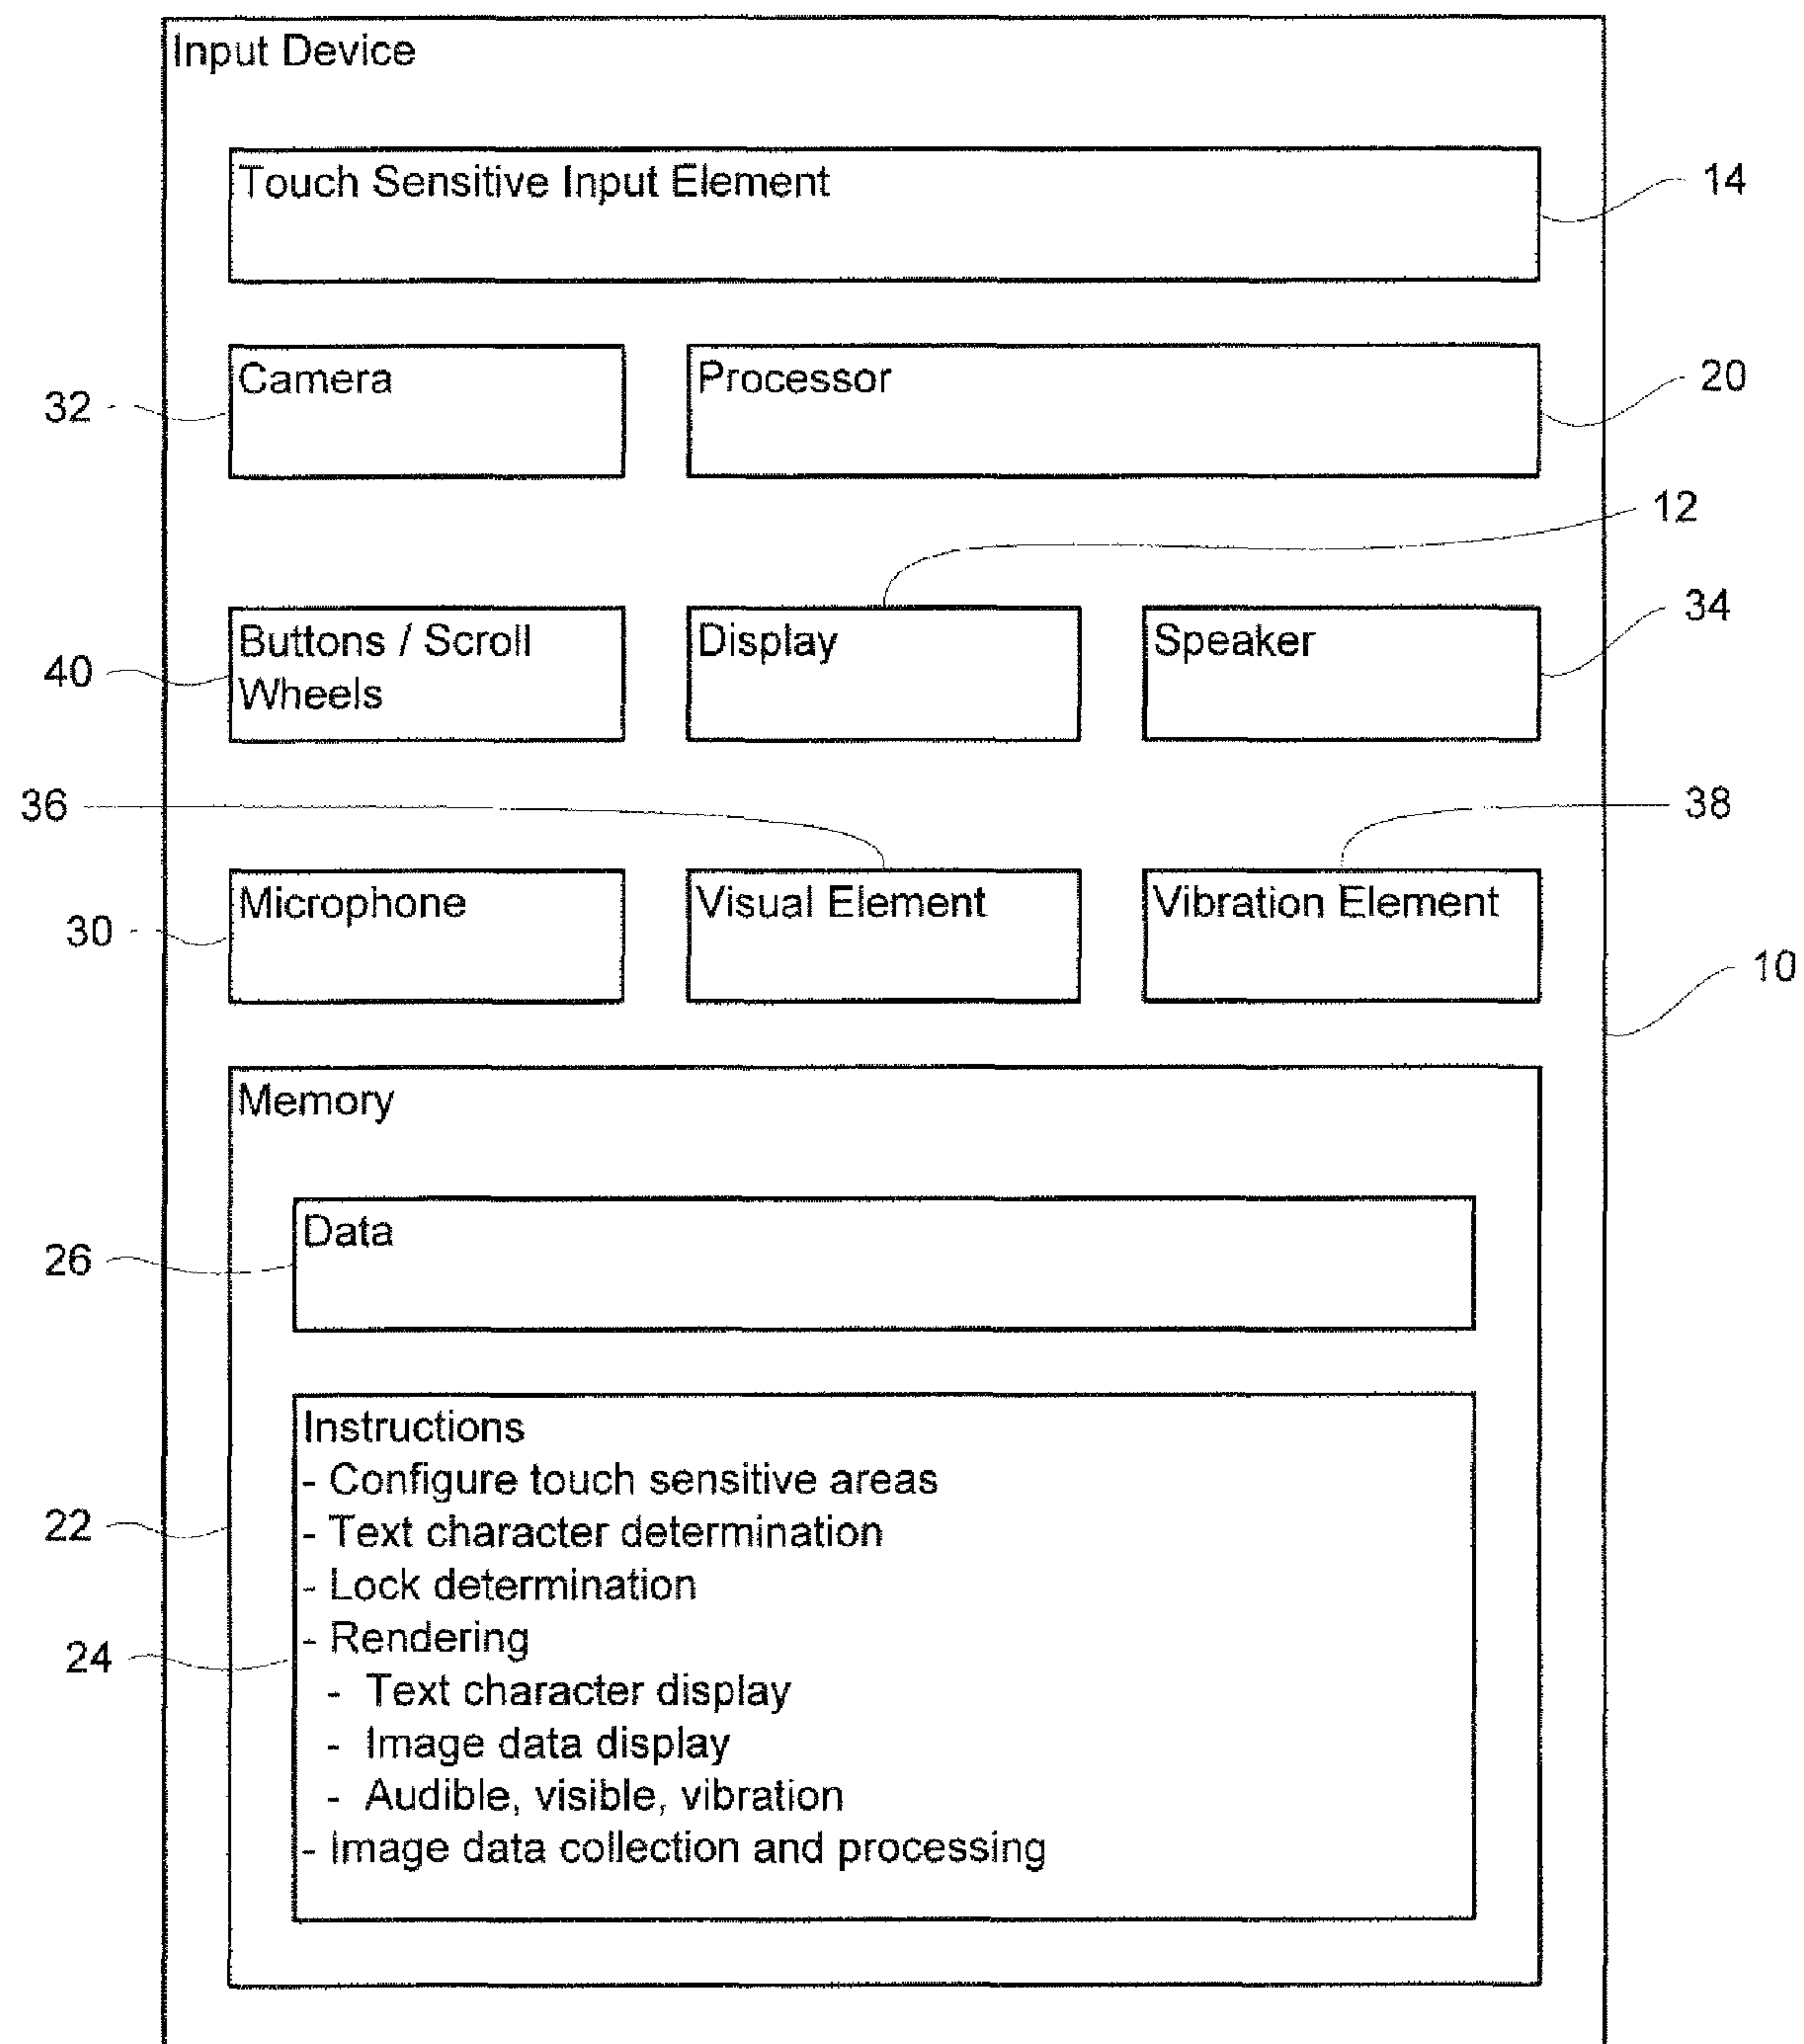 Input Device
Touch Sensitive Input Element
14
Camera
Processor
32
20
12
Buttons / Scroll
Wheels
Display
Speaker
34
40
36
38
Microphone
Visual Element
Vibration Element
30
10
Memory
Data
26
Instructions
- Configure touch sensitive areas
22
- Text character determination
- Lock determination
- Rendering
24
- Text character display
- Image data display
- Audible, visible, vibration
- Image data collection and processing